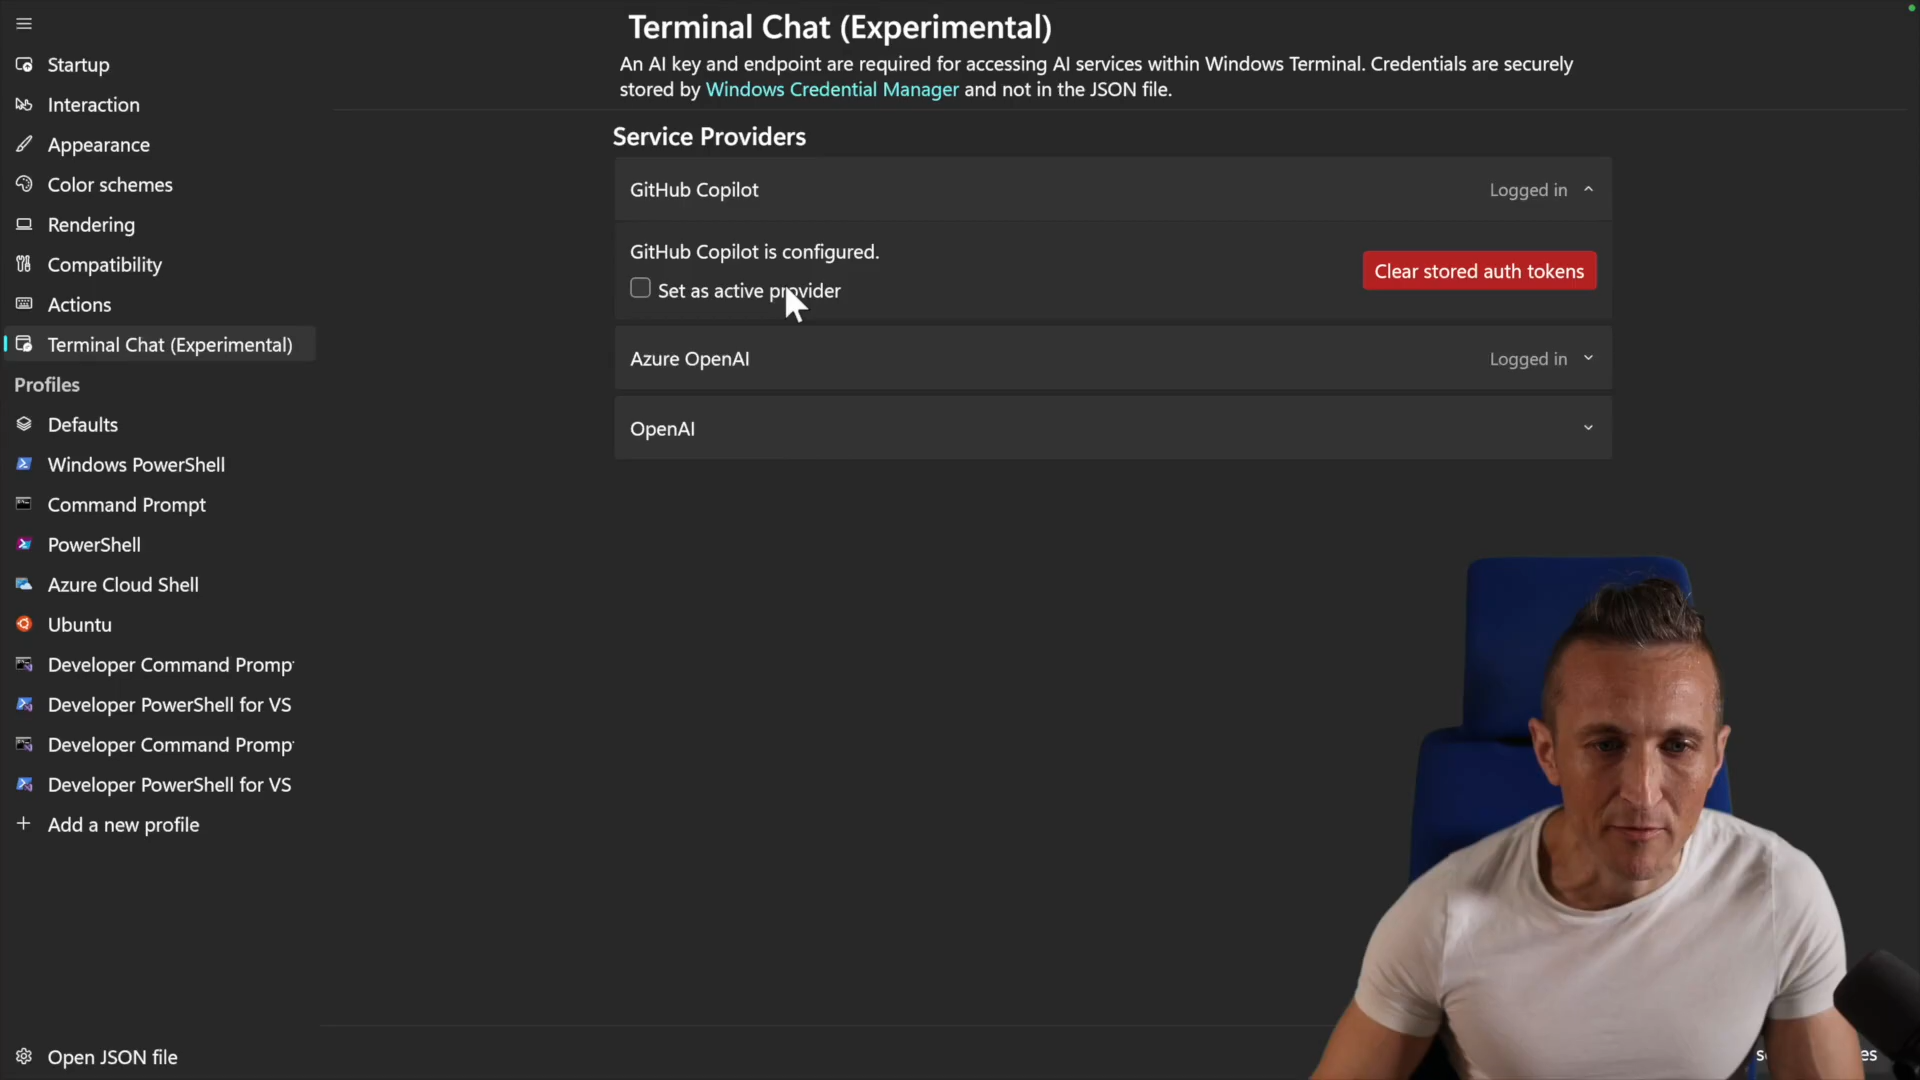 Terminal Chat (Experimental)
An AI key and endpoint are required for accessing AI services within Windows Terminal. Credentials are securely
stored by Windows Credential Manager and not in the JSON file.
Startup
Interaction
Appearance
Color schemes
Rendering
Compatibility
Actions
Terminal Chat (Experimental)
Profiles
Defaults
Windows PowerShell
Command Prompt
PowerShell
Azure Cloud Shell
Ubuntu
Developer Command Promp
Developer PowerShell for VS
Developer Command Promp
Developer PowerShell for VS
Add a new profile
Open JSON file
Service Providers
GitHub Copilot Logged in
GitHub Copilot is configured.
Set as active provider
Clear stored auth tokens
Azure OpenAI Logged in
OpenAI